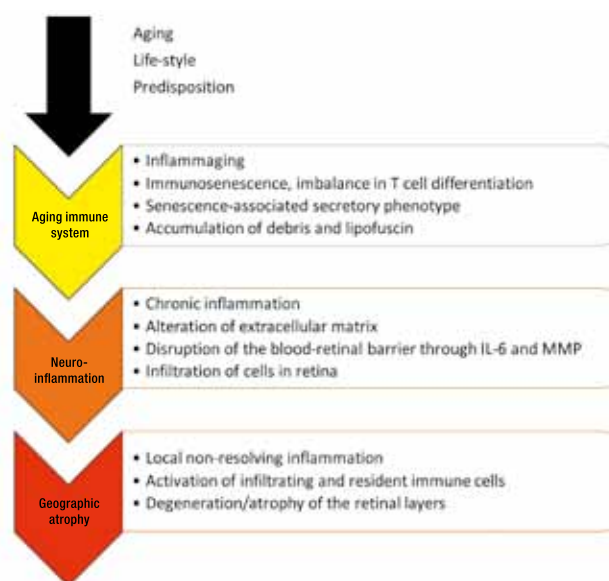 Aging
Life-style
Predisposition
Aging immune
system
• Inflammaging
• Immunosenescence, imbalance in T cell differentiation
• Senescence-associated secretory phenotype
• Accumulation of debris and lipofuscin
Neuro-
inflammation
• Chronic inflammation
• Alteration of extracellular matrix
• Disruption of the blood-retinal barrier through IL-6 and MMP
• Infiltration of cells in retina
Geographic
atrophy
• Local non-resolving inflammation
• Activation of infiltrating and resident immune cells
• Degeneration/atrophy of the retinal layers